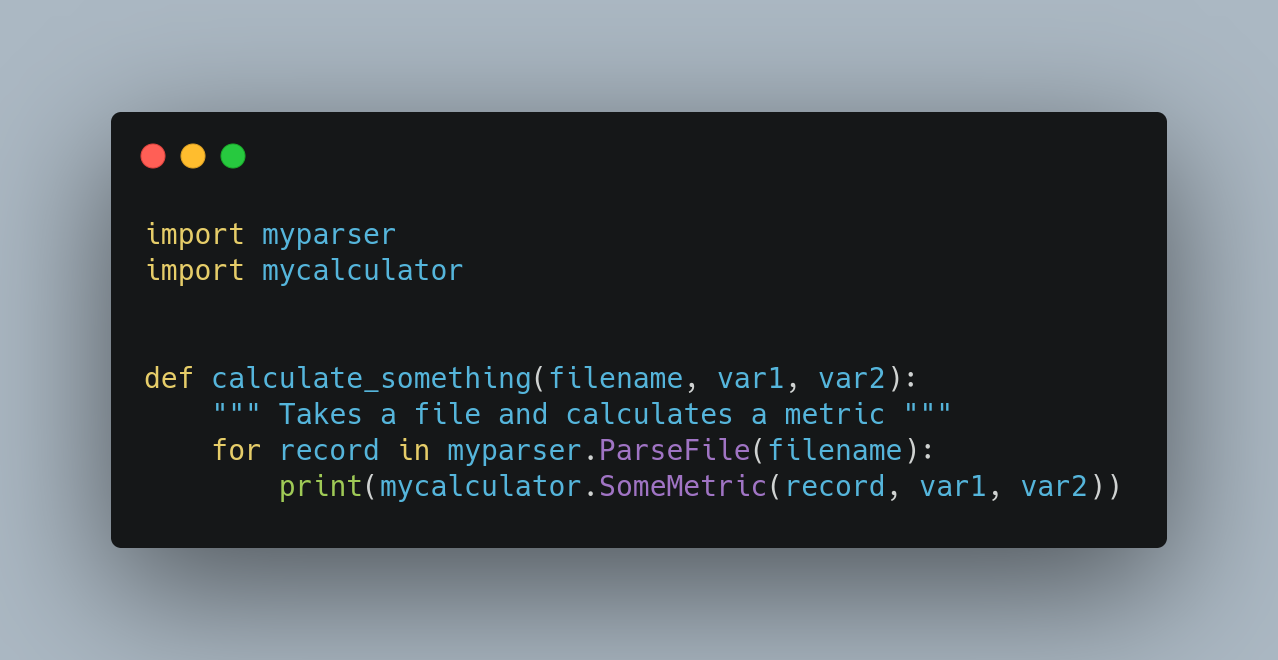 import myparser
import mycalculator
def calculate_something(filename, var1, var2):
    """ Takes a file and calculates a metric """
    for record in myparser.ParseFile(filename):
        print(mycalculator.SomeMetric(record, var1, var2))